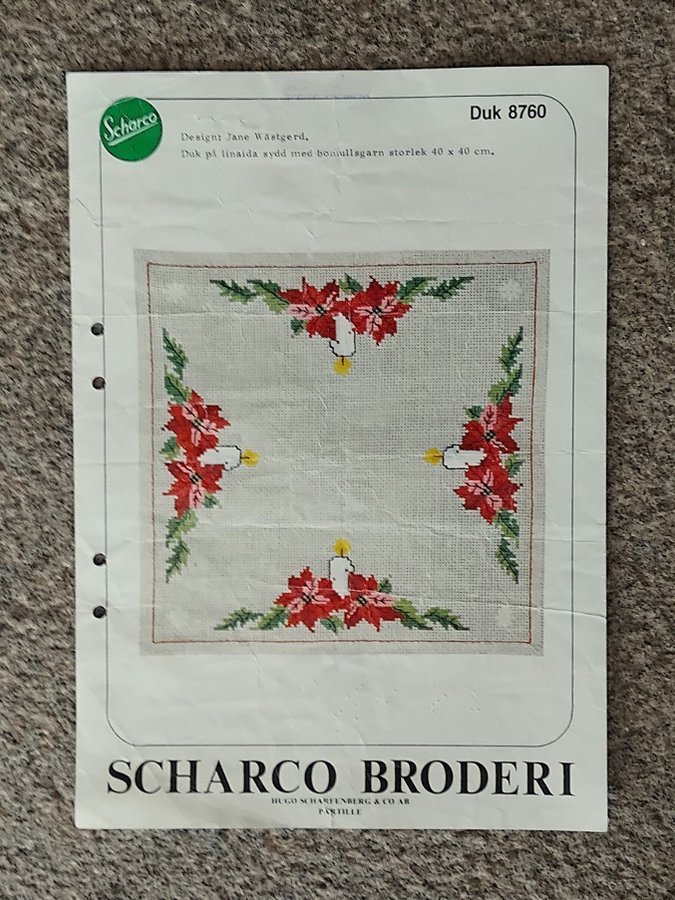 Scharco
Duk 8760
Design: Jane Wästgerd.
Duk på linaida sydd med bomullsgarn storlek 40 x 40 cm.
SCHARCO BRODERI
HUGO SCHARFENBERG & CO AB
PARTILLE